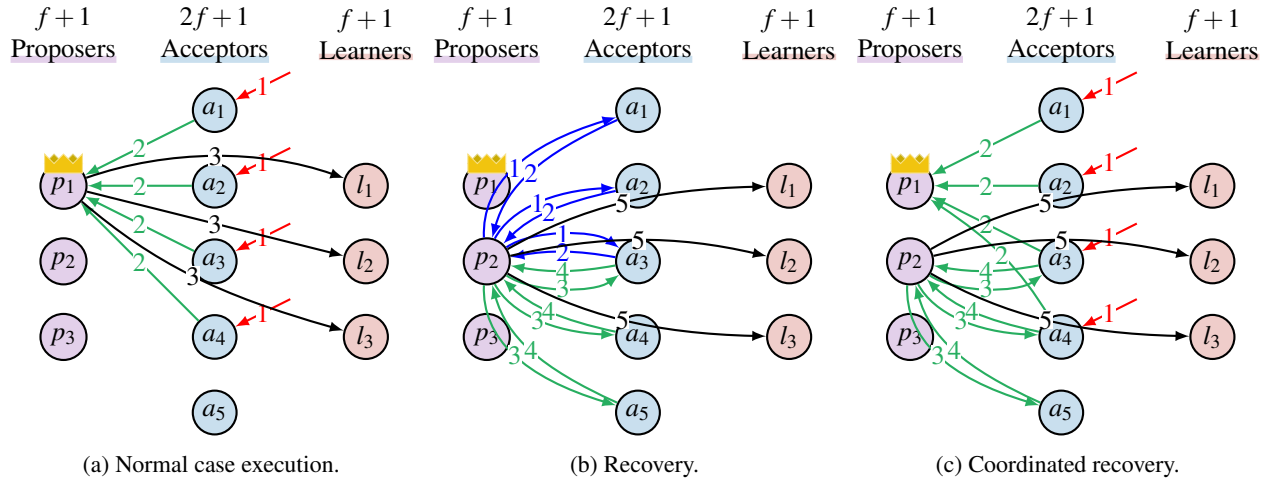 f + 1 2f + 1 f + 1 f + 1 2f + 1 f + 1 f + 1 2f + 1 f + 1
Proposers Acceptors Learners Proposers Acceptors Learners Proposers Acceptors Learners
1 1
a1 a1 a1
2 3 1 1 2 2 1
p1 2 a2 l1 p1 1 2 a2 5 l1 p1 2 a2 5 l1
2 3 1 1 5 2 5 1
p2 2 a3 l2 p2 2 a3 l2 p2 2 a3 l2
3 4 3 4 3
1 1
p3 a4 l3 p3 3 4 a4 5 l3 p3 3 4 a4 5 l3
3 4 3 4
a5 a5 a5
(a) Normal case execution. (b) Recovery. (c) Coordinated recovery.